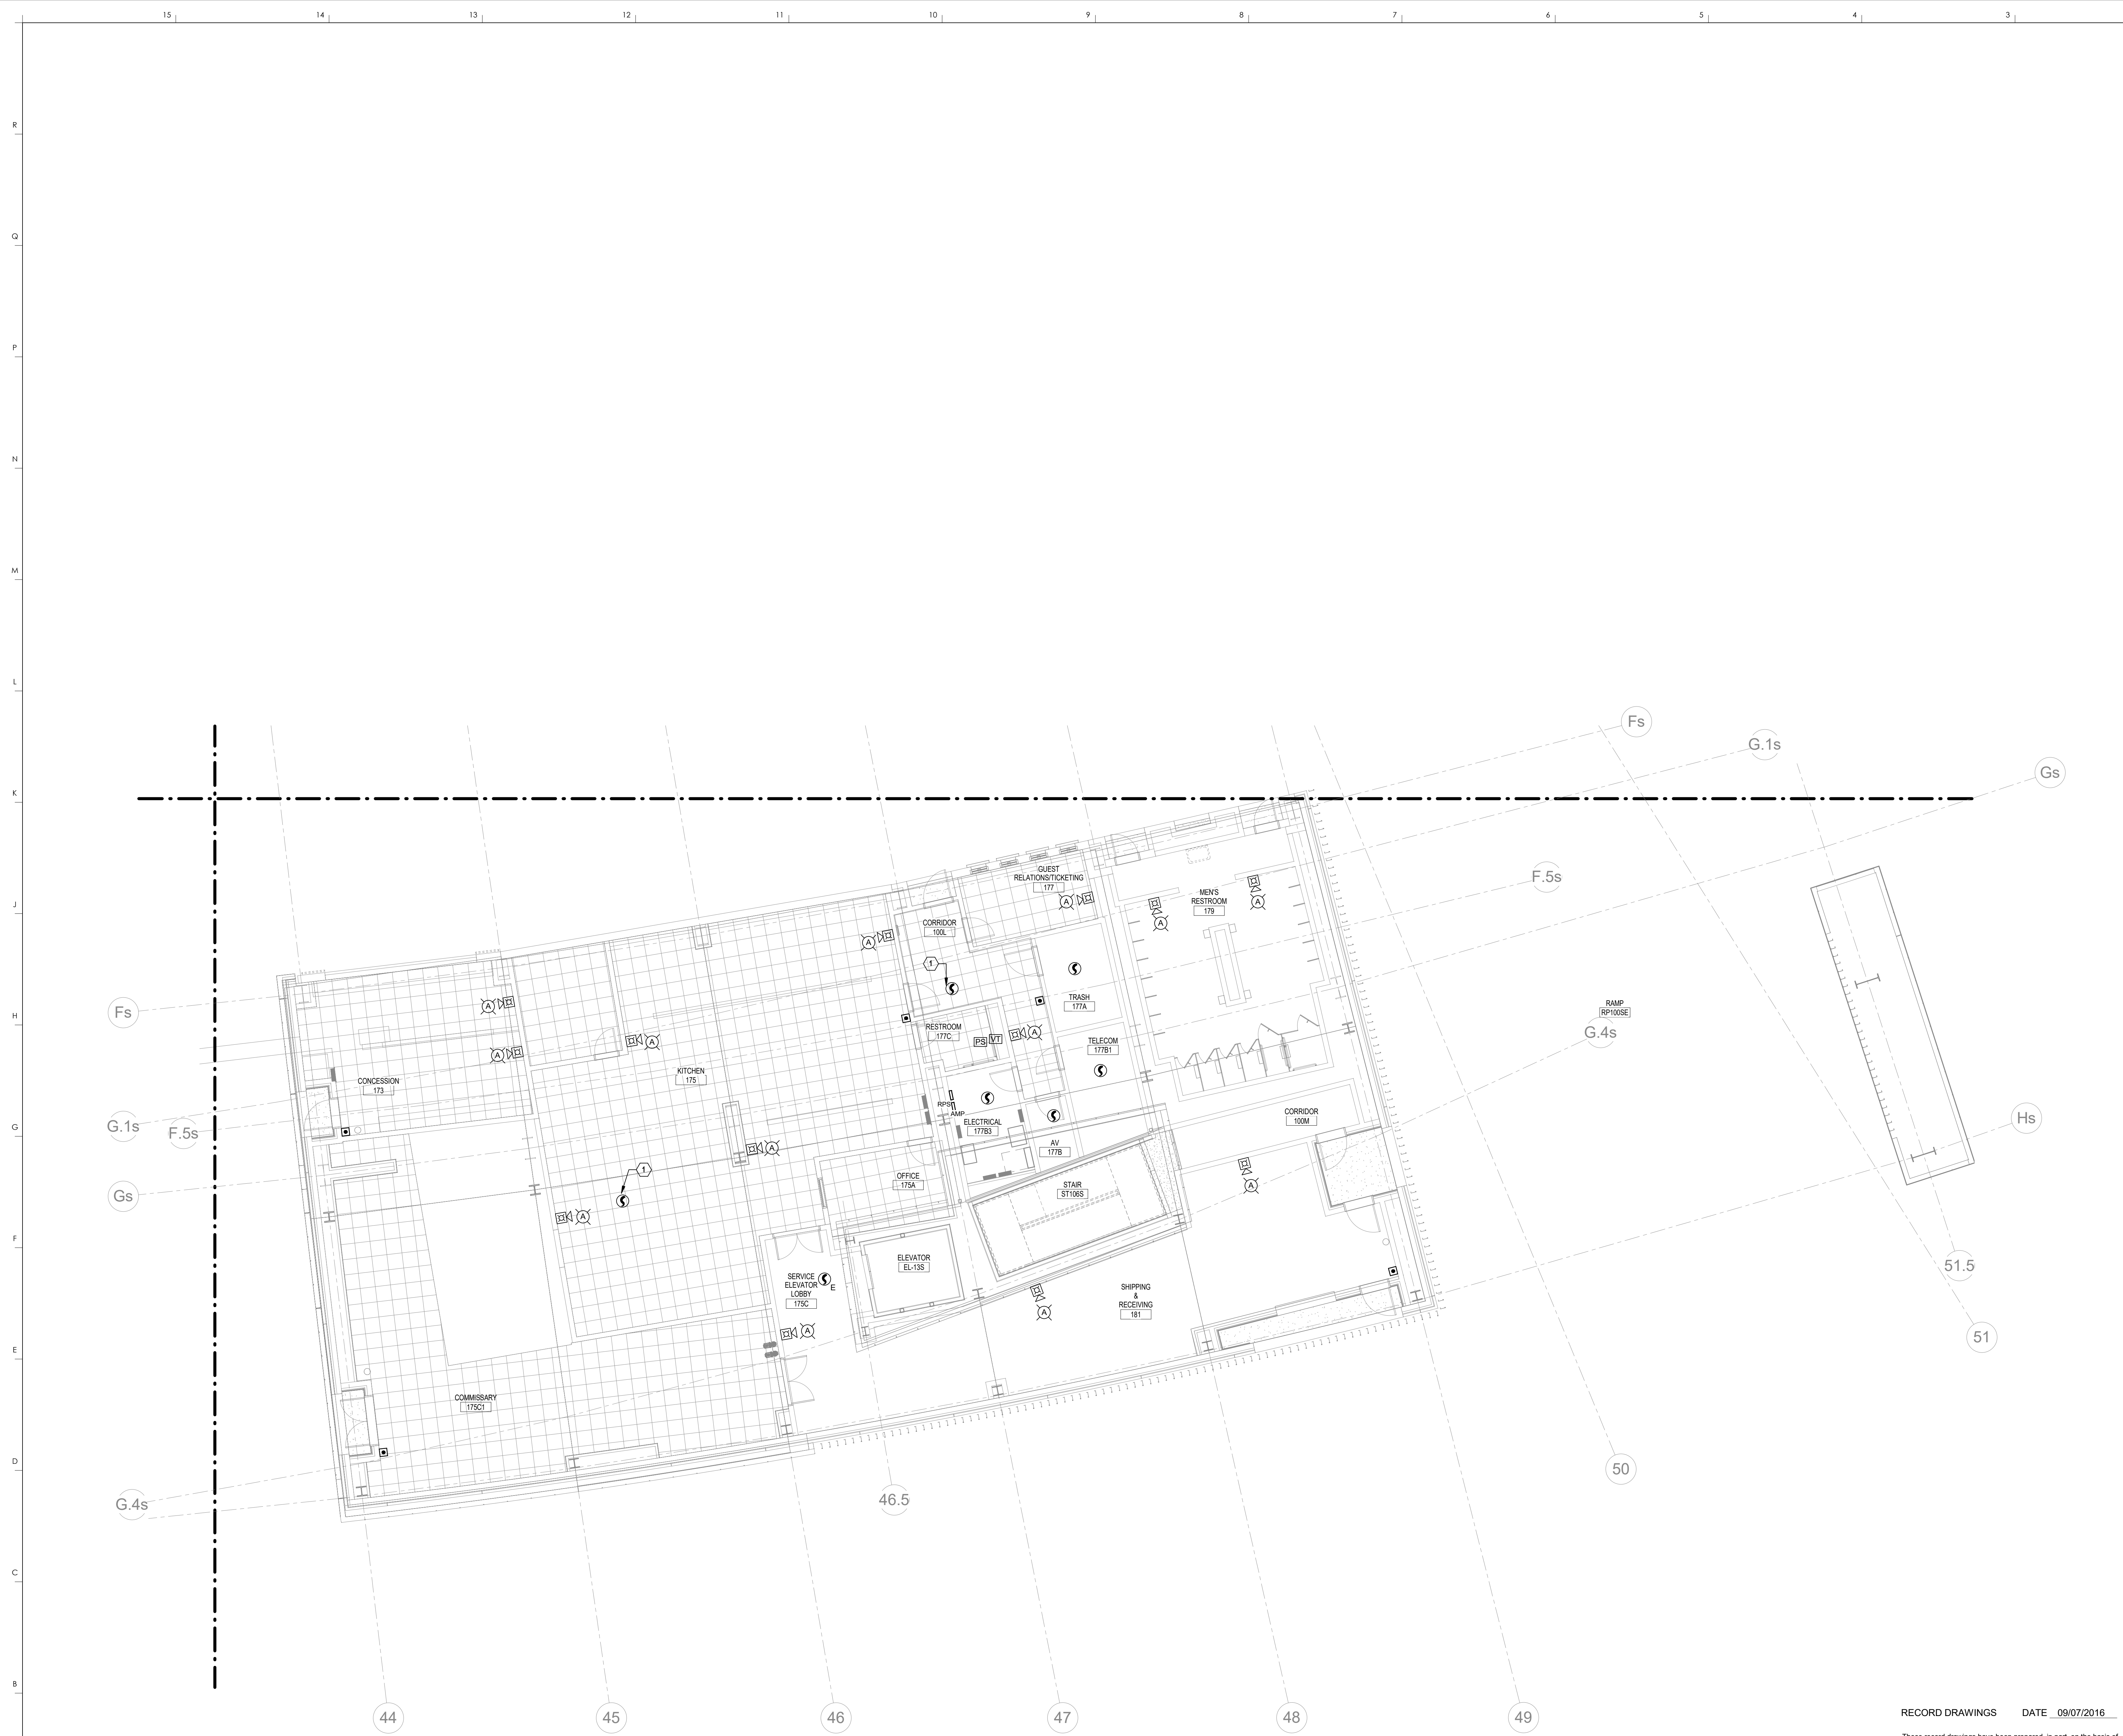 15 14 13 12 11 10 9 8 7 6 5 4 3
R
Q
P
N
M
L
Fs
G.1s
Gs
K
GUEST
RELATIONS/TICKETING
177
F.5s
MEN'S
RESTROOM
179
J
A
A
A
CORRIDOR
100L
A
1
TRASH
177A
Fs
A
H
RAMP
RP100SE
RESTROOM
177C
A
G.4s
PS VT
A
TELECOM
177B1
A
KITCHEN
175
CONCESSION
173
RPS
AMP
CORRIDOR
100M
Hs
G.1s
F.5s
G
ELECTRICAL
177B3
AV
177B
A
1
OFFICE
175A
STAIR
ST106S
A
Gs
A
F
ELEVATOR
EL-13S
51.5
SERVICE
ELEVATOR
LOBBY
175C
E
SHIPPING
&
RECEIVING
181
A
A
51
E
COMMISSARY
175C1
D
50
46.5
G.4s
C
B
RECORD DRAWINGS DATE 09/07/2016
44 45 46 47 48 49